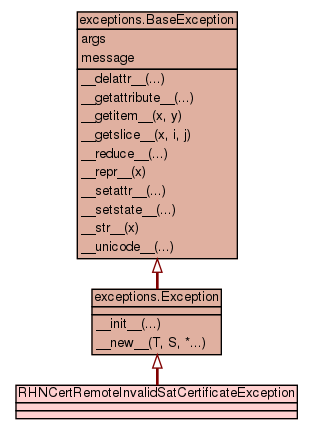 exceptions.BaseException
args
message
__delattr__(...)
__getattribute__(...)
__getitem__(x, y)
__getslice__(x, i, j)
__reduce__(...)
__repr__(x)
__setattr__(...)
__setstate__(...)
__str__(x)
__unicode__(...)
exceptions.Exception
__init__(...)
__new__(T, S, *...)
RHNCertRemoteInvalidSatCertificateException